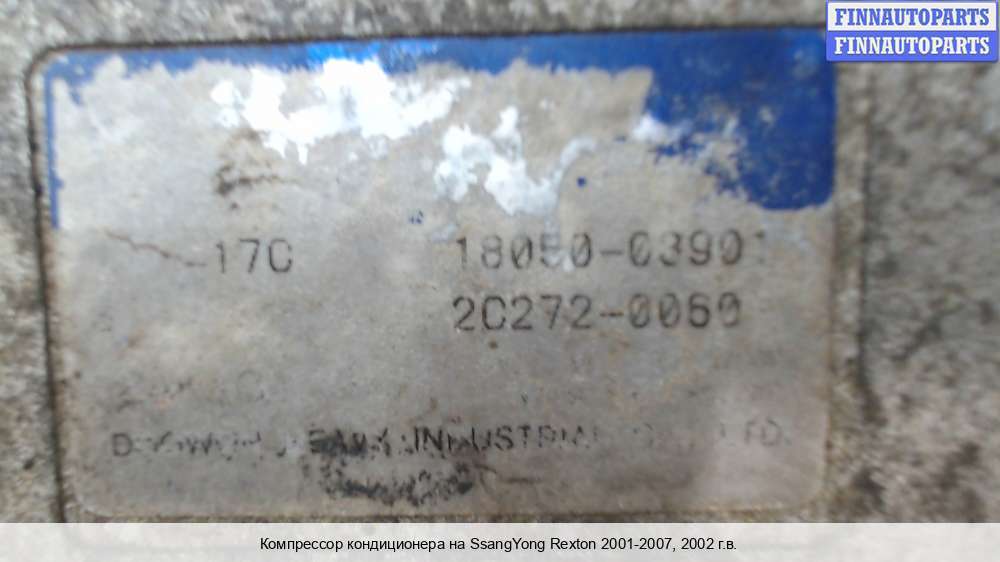 FINNAUTOPARTS
FINNAUTOPARTS
17C 18050-03901
2C272-0060
Компрессор кондиционера на SsangYong Rexton 2001-2007, 2002 г.в.